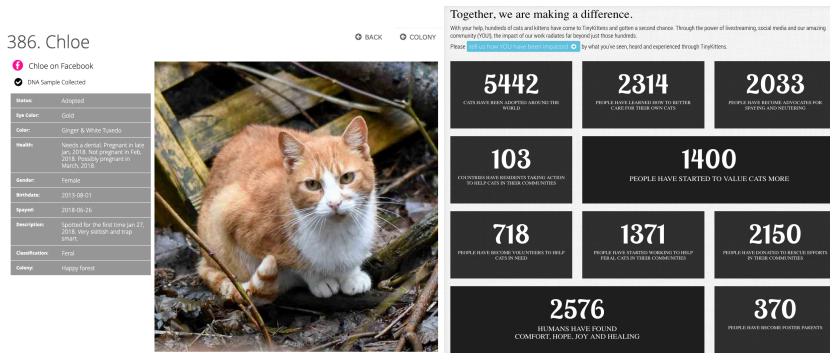 386. Chloe
BACK
COLONY
Chloe on Facebook
DNA Sample Collected
Status: Adopted
Eye Color: Gold
Color: Ginger & White Tuxedo
Health: Needs a dental. Pregnant in late
Jan, 2018. Not pregnant in Feb,
2018. Possibly pregnant in
March, 2018.
Gender: Female
Birthdate: 2013-08-01
Spayed: 2018-06-26
Description: Spotted for the first time Jan 27,
2018. Very skittish and trap
smart.
Classification: Feral
Colony: Happy forest
Together, we are making a difference.
With your help, hundreds of cats and kittens have come to TinyKittens and gotten a second chance. Through the power of livestreaming, social media and our amazing
community (YOU), the impact of our work radiates far beyond just those hundreds.
Please tell us how YOU have been impacted by what you've seen, heard and experienced through TinyKittens.
5442
CATS HAVE BEEN ADOPTED AROUND THE
WORLD
2314
PEOPLE HAVE LEARNED HOW TO BETTER
CARE FOR THEIR OWN CATS
2033
PEOPLE HAVE BECOME ADVOCATES FOR
SPAYING AND NEUTERING
103
COUNTRIES HAVE RESIDENTS TAKING ACTION
TO HELP CATS IN THEIR COMMUNITIES
1400
PEOPLE HAVE STARTED TO VALUE CATS MORE
718
PEOPLE HAVE BECOME VOLUNTEERS TO HELP
CATS IN NEED
1371
PEOPLE HAVE STARTED WORKING TO HELP
FERAL CATS IN THEIR COMMUNITIES
2150
PEOPLE HAVE DONATED TO RESCUE EFFORTS
IN THEIR COMMUNITIES
2576
HUMANS HAVE FOUND
COMFORT, HOPE, JOY AND HEALING
370
PEOPLE HAVE BECOME FOSTER PARENTS